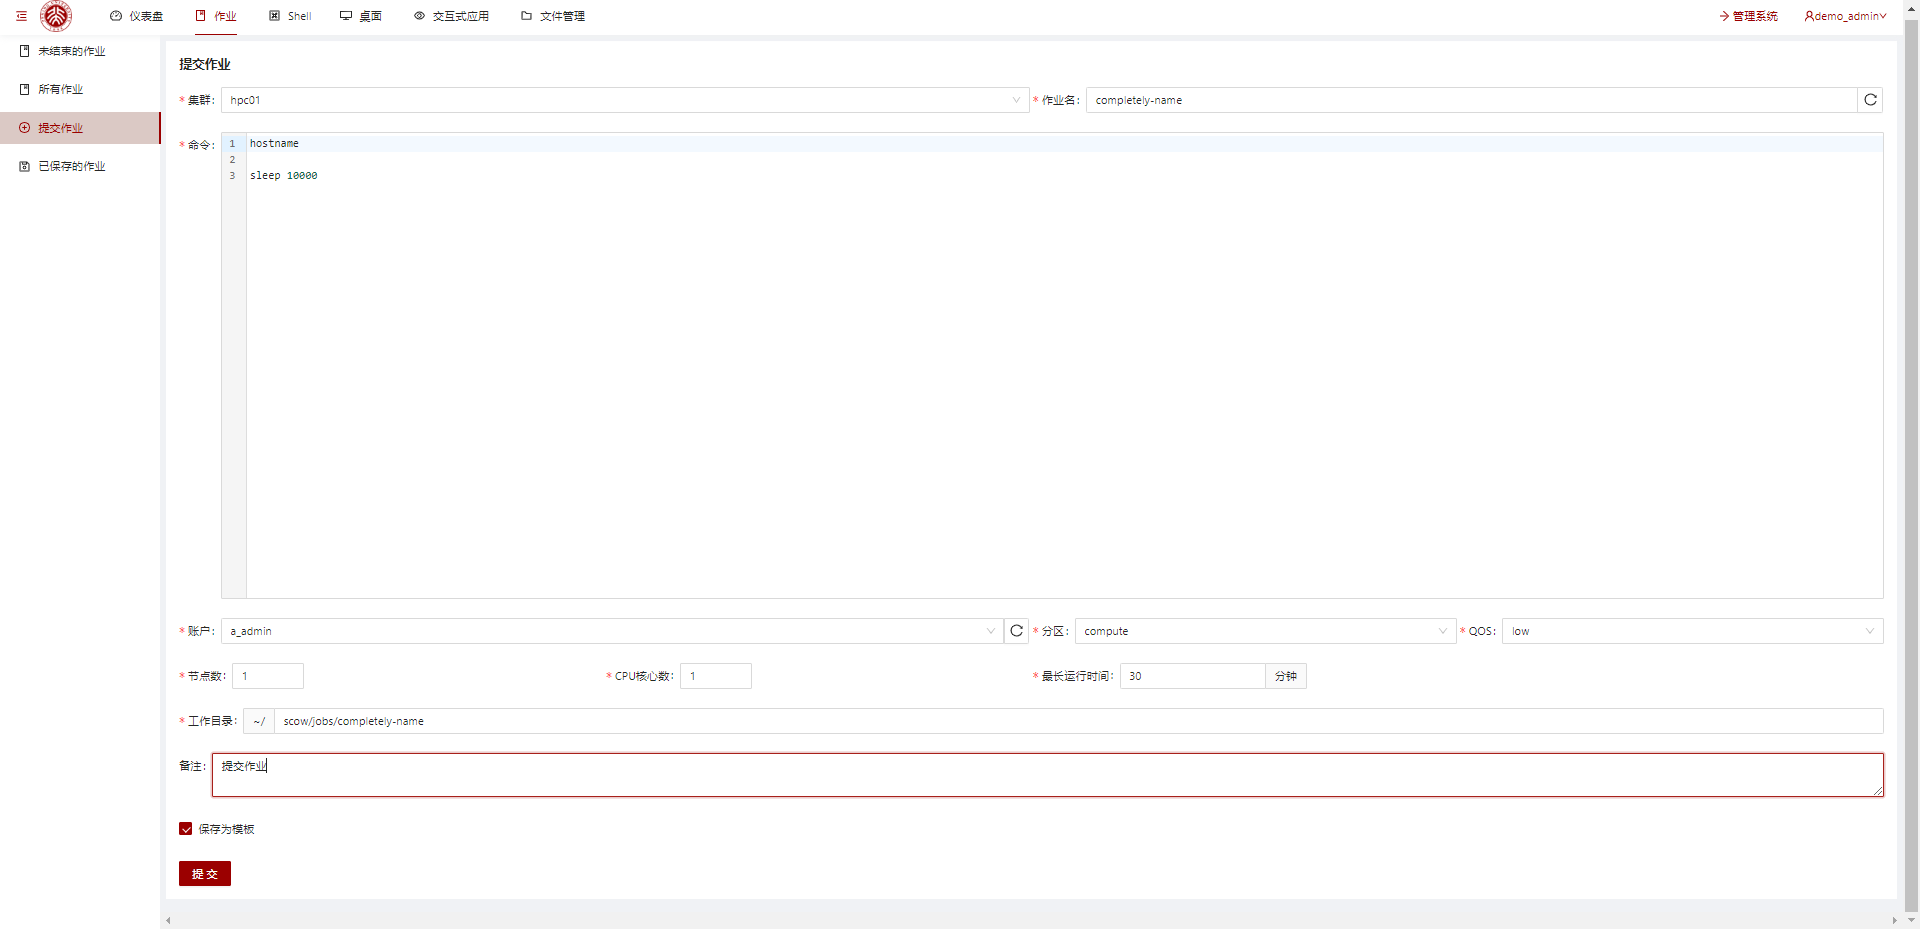 仪表盘 作业 Shell 桌面 交互式应用 文件管理 管理系统 demo_admin
未结束的作业
所有作业
提交作业
已保存的作业
提交作业
* 集群: hpc01 * 作业名: completely-name
* 命令: 1 hostname
2
3 sleep 10000
* 账户: a_admin * 分区: compute * QOS: low
* 节点数: 1 * CPU核心数: 1 * 最长运行时间: 30 分钟
* 工作目录: ~/ scow/jobs/completely-name
备注: 提交作业
保存为模板
提 交